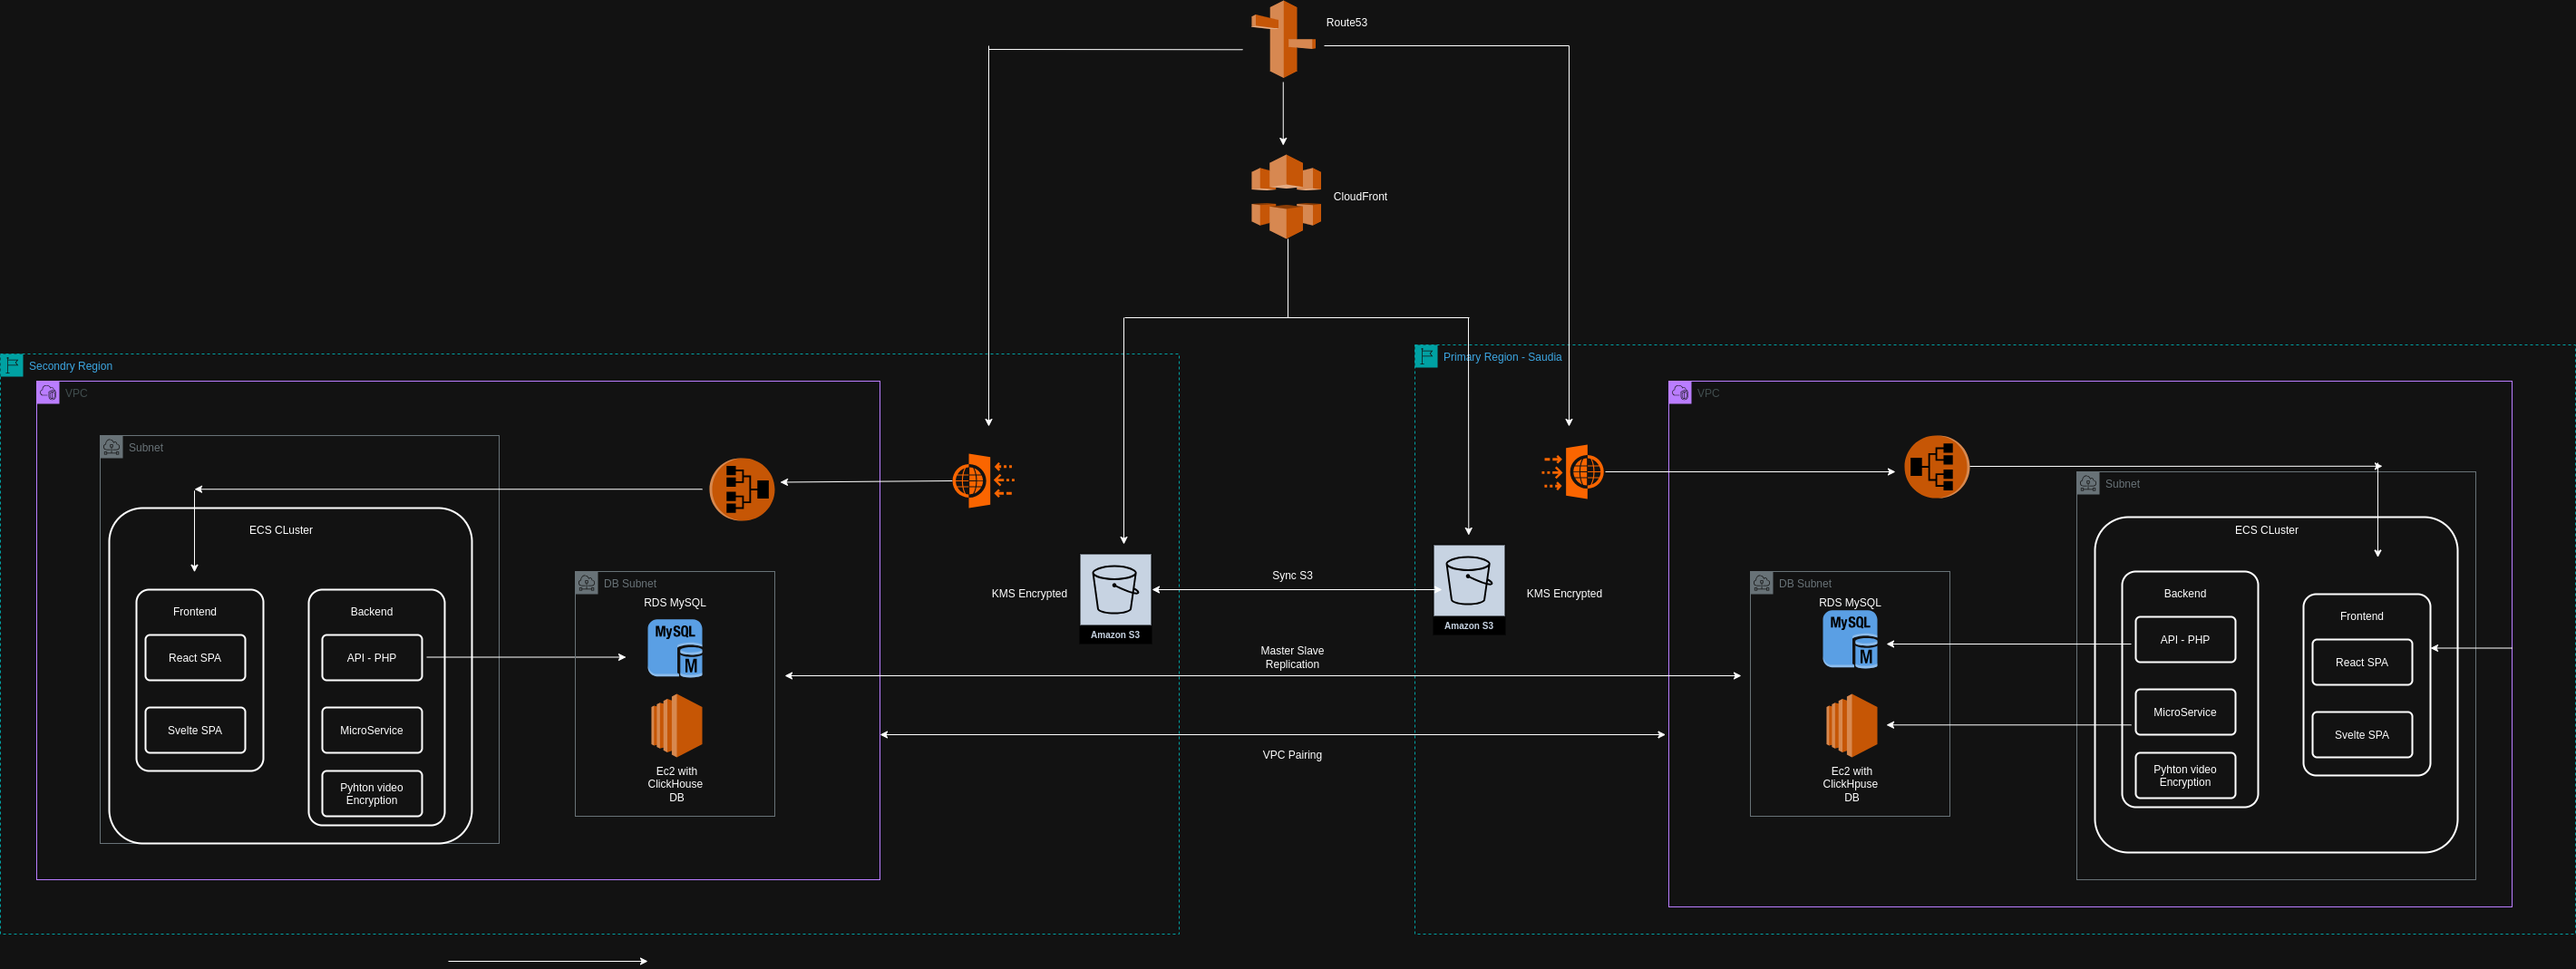 Route53
CloudFront
Secondry Region
VPC
Subnet
ECS CLuster
Frontend
React SPA
Svelte SPA
Backend
API - PHP
MicroService
Pyhton video
Encryption
DB Subnet
RDS MySQL
MySQL
M
Ec2 with
ClickHouse
DB
KMS Encrypted
Amazon S3
Sync S3
Master Slave
Replication
VPC Pairing
Primary Region - Saudia
Amazon S3
KMS Encrypted
VPC
DB Subnet
RDS MySQL
MySQL
M
Ec2 with
ClickHpuse
DB
Subnet
ECS CLuster
Backend
API - PHP
MicroService
Pyhton video
Encryption
Frontend
React SPA
Svelte SPA